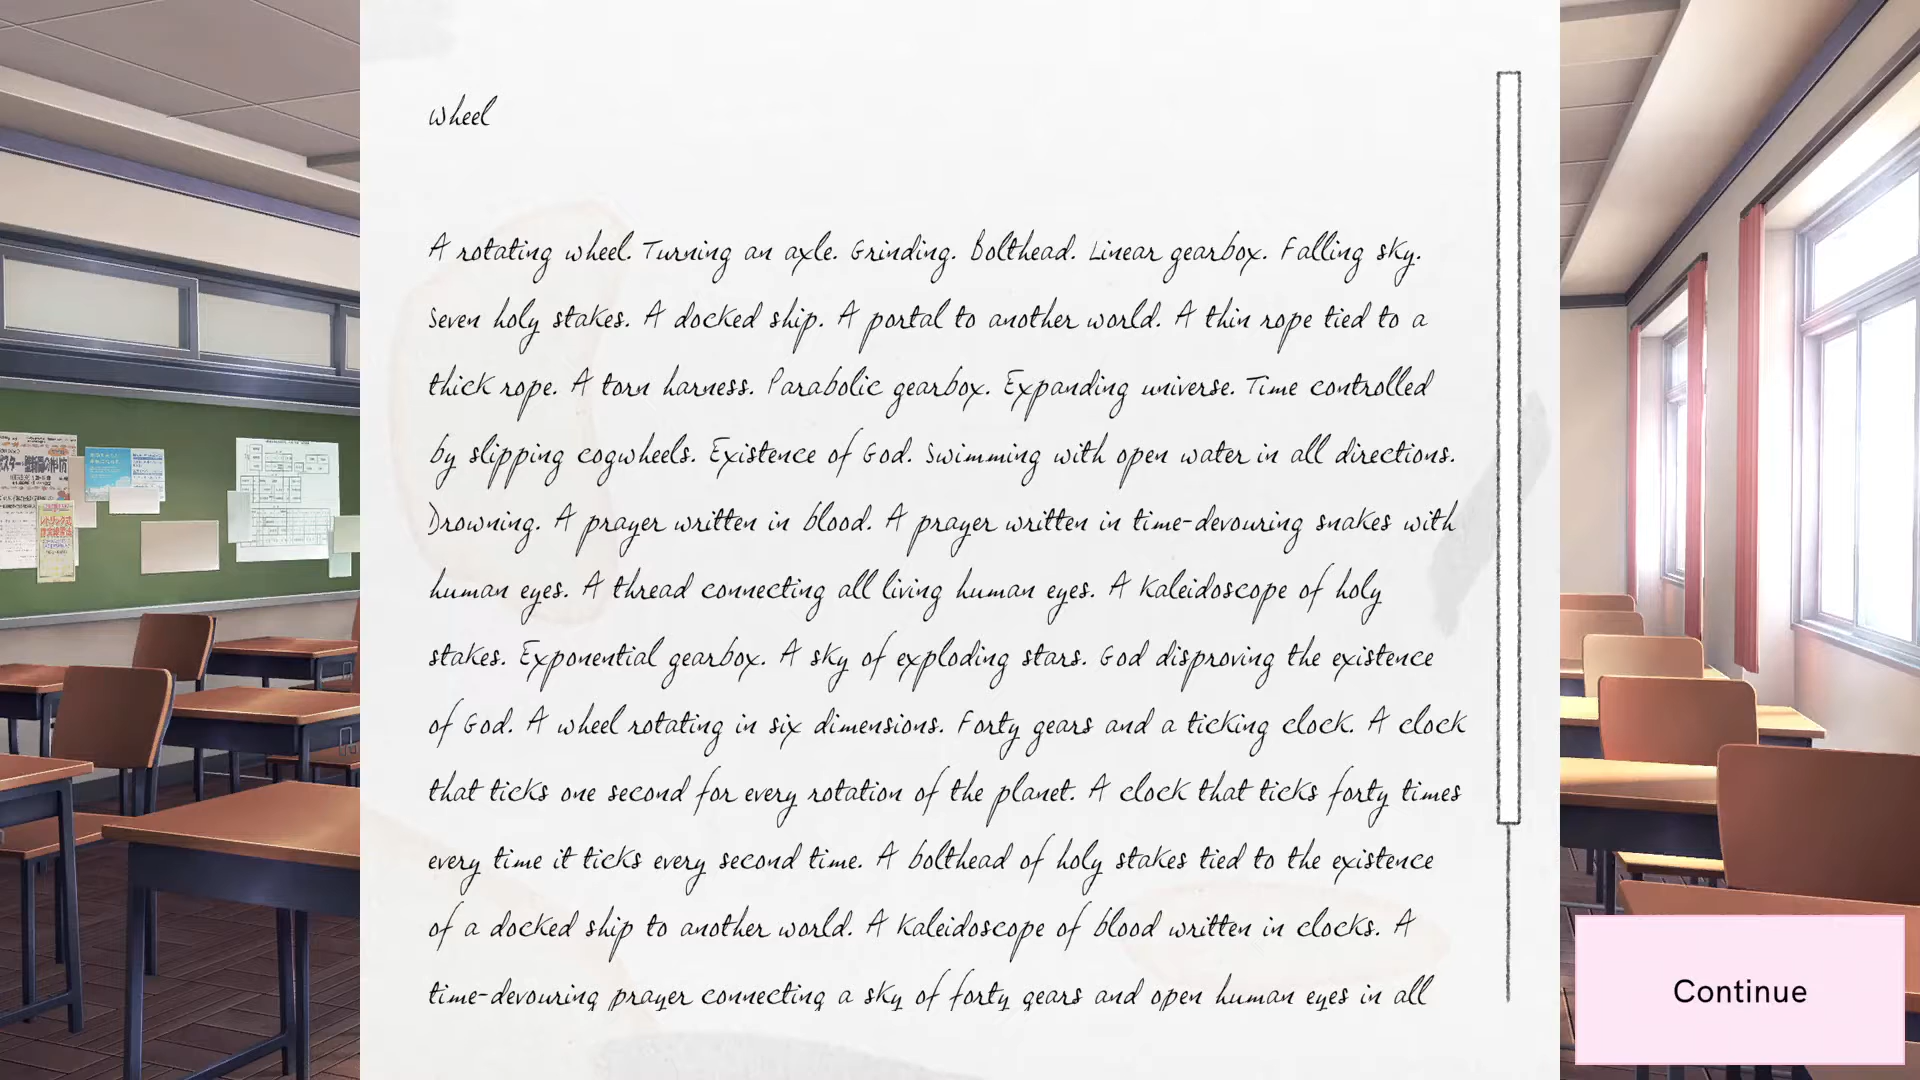 wheel
A rotating wheel. Turning an axle. Grinding. Bolthead. Linear gearbox. Falling sky.
Seven holy stakes. A docked ship. A portal to another world. A thin rope tied to a
thick rope. A torn harness. Parabolic gearbox. Expanding universe. Time controlled
by slipping cogwheels. Existence of God. Swimming with open water in all directions.
Drowning. A prayer written in blood. A prayer written in time-devouring snakes with
human eyes. A thread connecting all living human eyes. A kaleidoscope of holy
stakes. Exponential gearbox. A sky of exploding stars. God disproving the existence
of God. A wheel rotating in six dimensions. Forty gears and a ticking clock. A clock
that ticks one second for every rotation of the planet. A clock that ticks forty times
every time it ticks every second time. A bolthead of holy stakes tied to the existence
of a docked ship to another world. A kaleidoscope of blood written in clocks. A
time-devouring prayer connecting a sky of forty gears and open human eyes in all
Continue